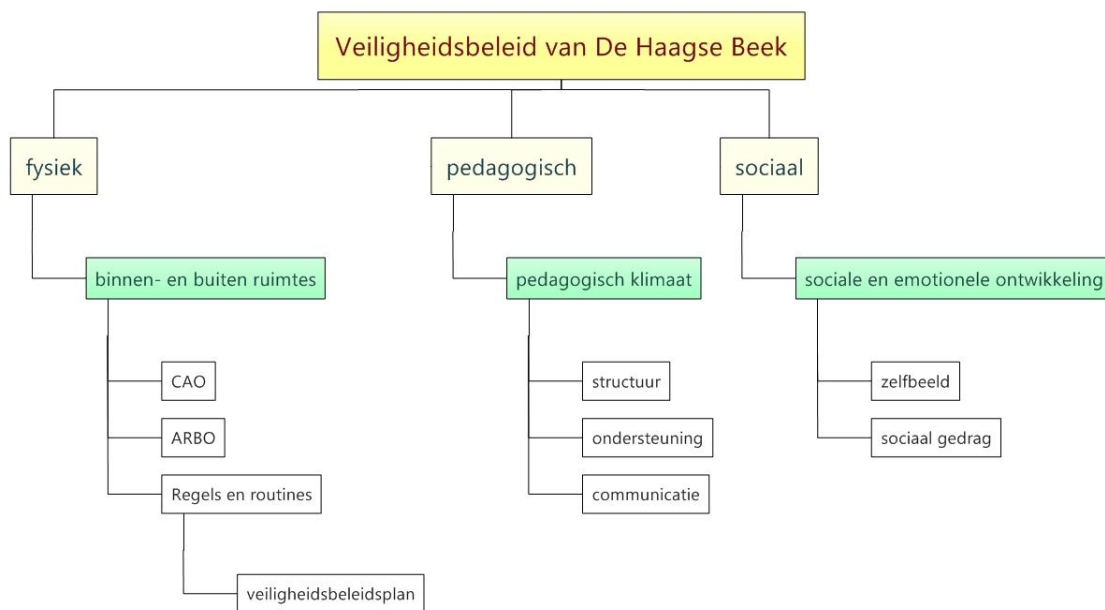 Veiligheidsbeleid van De Haagse Beek
fysiek
pedagogisch
sociaal
binnen- en buiten ruimtes
pedagogisch klimaat
sociale en emotionele ontwikkeling
CAO
structuur
zelfbeeld
ARBO
ondersteuning
sociaal gedrag
Regels en routines
communicatie
veiligheidsbeleidsplan